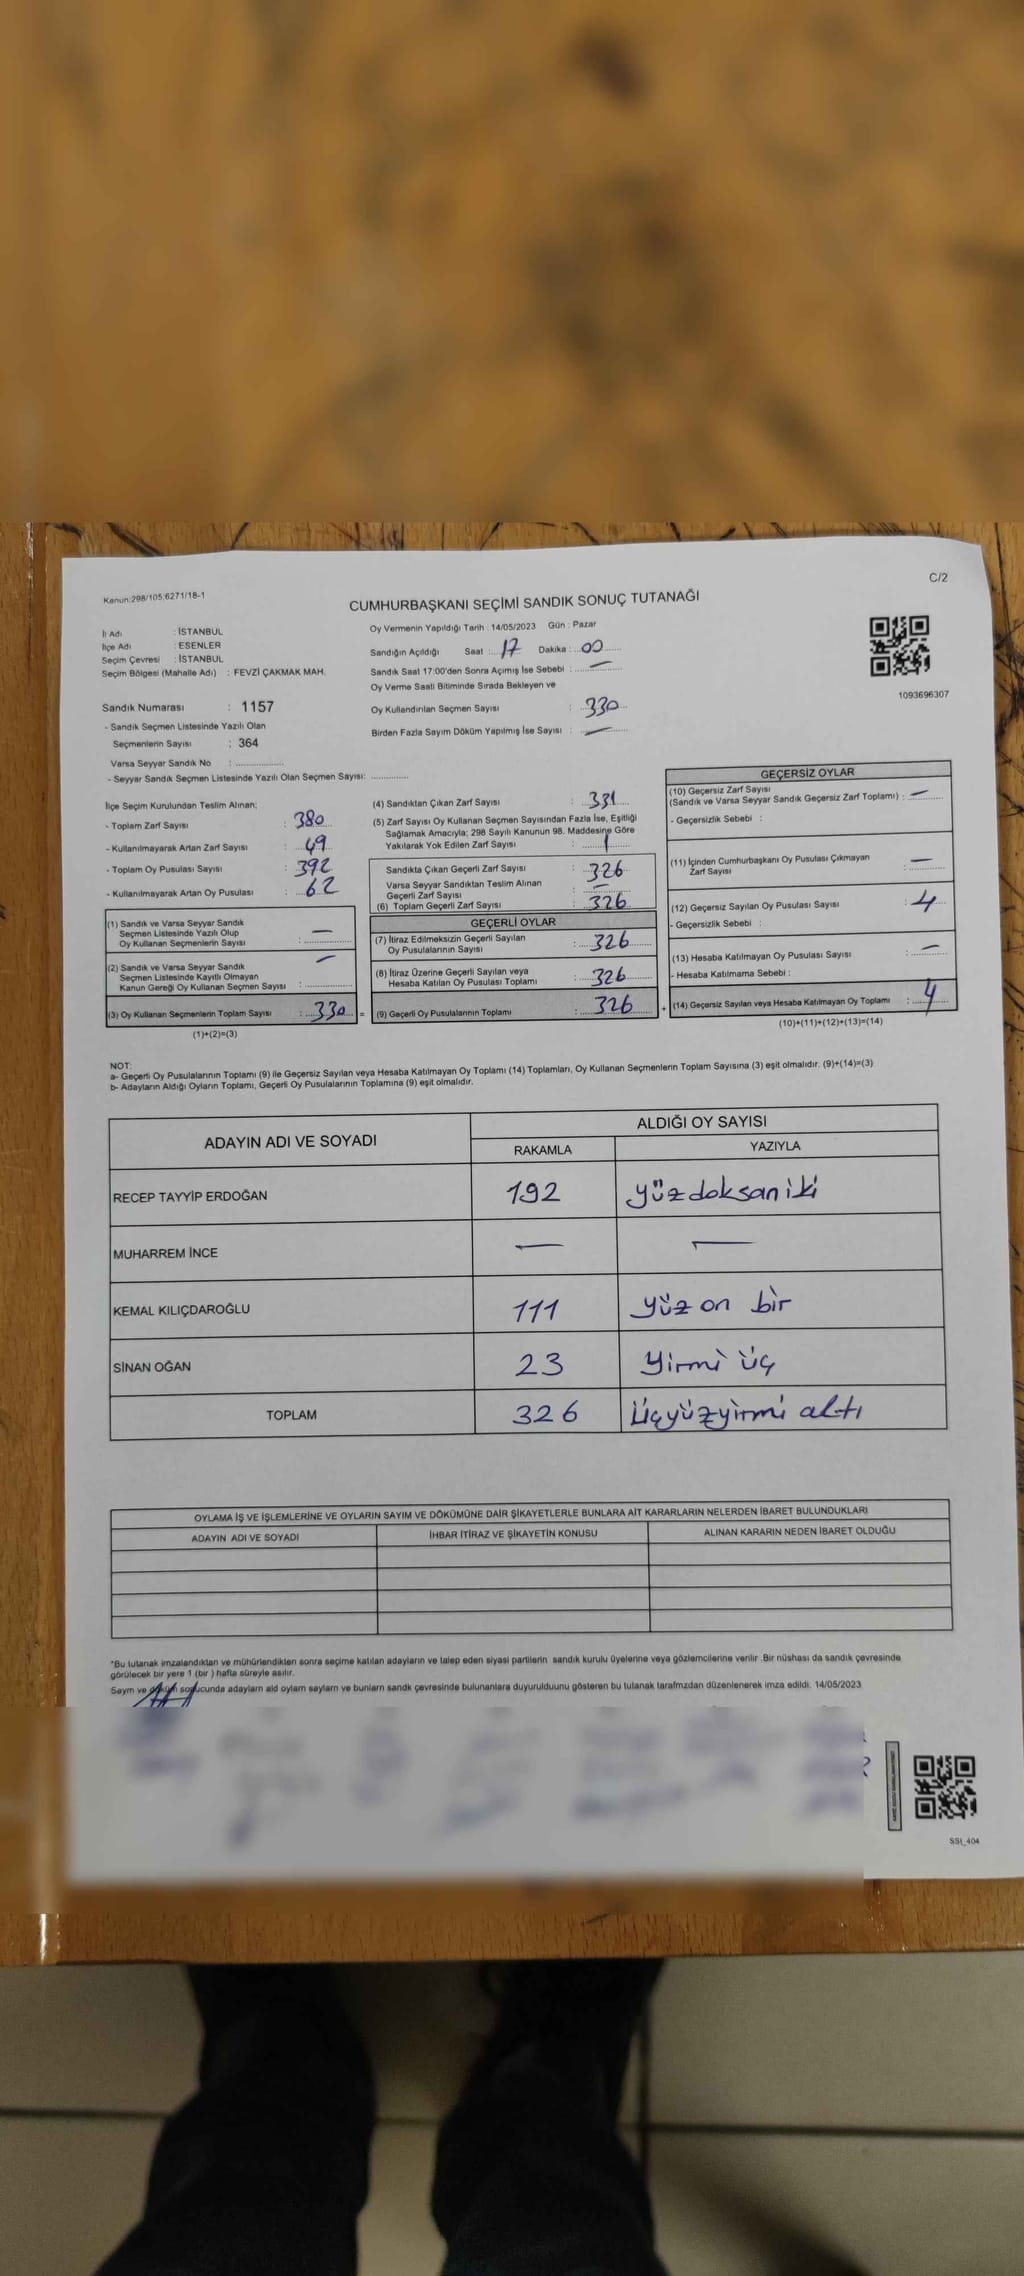 Kanun:298/105;6271/18-1
C/2
CUMHURBAŞKANI SEÇİMİ SANDIK SONUÇ TUTANAĞI
İl Adı : İSTANBUL
İlçe Adı : ESENLER
Seçim Çevresi : İSTANBUL
Seçim Bölgesi (Mahalle Adı) : FEVZİ ÇAKMAK MAH.
Sandık Numarası : 1157
- Sandık Seçmen Listesinde Yazılı Olan
Seçmenlerin Sayısı : 364
Varsa Seyyar Sandık No : ............
- Seyyar Sandık Seçmen Listesinde Yazılı Olan Seçmen Sayısı: ............
Oy Vermenin Yapıldığı Tarih : 14/05/2023 Gün : Pazar
Sandığın Açıldığı Saat : 17 Dakika : 00
Sandık Saat 17:00'den Sonra Açımış İse Sebebi : —
Oy Verme Saati Bitiminde Sırada Bekleyen ve
Oy Kullandırılan Seçmen Sayısı : 330
Birden Fazla Sayım Döküm Yapılmış İse Sayısı : —
1093696307
İlçe Seçim Kurulundan Teslim Alınan;
- Toplam Zarf Sayısı : 380
- Kullanılmayarak Artan Zarf Sayısı : 49
- Toplam Oy Pusulası Sayısı : 392
- Kullanılmayarak Artan Oy Pusulası : 62
(1) Sandık ve Varsa Seyyar Sandık
Seçmen Listesinde Yazılı Olup
Oy Kullanan Seçmenlerin Sayısı : —
(2) Sandık ve Varsa Seyyar Sandık
Seçmen Listesinde Kayıtlı Olmayan
Kanun Gereği Oy Kullanan Seçmen Sayısı : —
(3) Oy Kullanan Seçmenlerin Toplam Sayısı : 330 =
(1)+(2)=(3)
(4) Sandıktan Çıkan Zarf Sayısı : 331
(5) Zarf Sayısı Oy Kullanan Seçmen Sayısından Fazla İse, Eşitliği
Sağlamak Amacıyla; 298 Sayılı Kanunun 98. Maddesine Göre
Yakılarak Yok Edilen Zarf Sayısı : 1
Sandıkta Çıkan Geçerli Zarf Sayısı : 326
Varsa Seyyar Sandıktan Teslim Alınan
Geçerli Zarf Sayısı : —
(6) Toplam Geçerli Zarf Sayısı : 326
GEÇERLİ OYLAR
(7) İtiraz Edilmeksizin Geçerli Sayılan
Oy Pusulalarının Sayısı : 326
(8) İtiraz Üzerine Geçerli Sayılan veya
Hesaba Katılan Oy Pusulası Toplamı : 326
(9) Geçerli Oy Pusulalarının Toplamı : 326 +
GEÇERSİZ OYLAR
(10) Geçersiz Zarf Sayısı
(Sandık ve Varsa Seyyar Sandık Geçersiz Zarf Toplamı) : —
- Geçersizlik Sebebi :
(11) İçinden Cumhurbaşkanı Oy Pusulası Çıkmayan
Zarf Sayısı : —
(12) Geçersiz Sayılan Oy Pusulası Sayısı : 4
- Geçersizlik Sebebi :
(13) Hesaba Katılmayan Oy Pusulası Sayısı : —
- Hesaba Katılmama Sebebi :
(14) Geçersiz Sayılan veya Hesaba Katılmayan Oy Toplamı : 4
(10)+(11)+(12)+(13)=(14)
NOT:
a- Geçerli Oy Pusulalarının Toplamı (9) ile Geçersiz Sayılan veya Hesaba Katılmayan Oy Toplamı (14) Toplamları, Oy Kullanan Seçmenlerin Toplam Sayısına (3) eşit olmalıdır. (9)+(14)=(3)
b- Adayların Aldığı Oyların Toplamı, Geçerli Oy Pusulalarının Toplamına (9) eşit olmalıdır.
ADAYIN ADI VE SOYADI
ALDIĞI OY SAYISI
RAKAMLA YAZIYLA
RECEP TAYYİP ERDOĞAN 192 yüzdoksan iki
MUHARREM İNCE — —
KEMAL KILIÇDAROĞLU 111 yüz on bir
SİNAN OĞAN 23 yirmi üç
TOPLAM 326 üçyüzyirmi altı
OYLAMA İŞ VE İŞLEMLERİNE VE OYLARIN SAYIM VE DÖKÜMÜNE DAİR ŞİKAYETLERLE BUNLARA AİT KARARLARIN NELERDEN İBARET BULUNDUKLARI
ADAYIN ADI VE SOYADI İHBAR İTİRAZ VE ŞİKAYETİN KONUSU ALINAN KARARIN NEDEN İBARET OLDUĞU
*Bu tutanak imzalandıktan ve mühürlendikten sonra seçime katılan adayların ve talep eden siyasi partilerin sandık kurulu üyelerine veya gözlemcilerine verilir .Bir nüshası da sandık çevresinde
görülecek bir yere 1 (bir ) hafta süreyle asılır.
Sayım ve döküm sonucunda adayların ald oylam sayların ve bunların sandk çevresinde bulunanlara duyurulduunu gösteren bu tutanak tarafmzdan düzenlenerek imza edildi. 14/05/2023
SSI_404